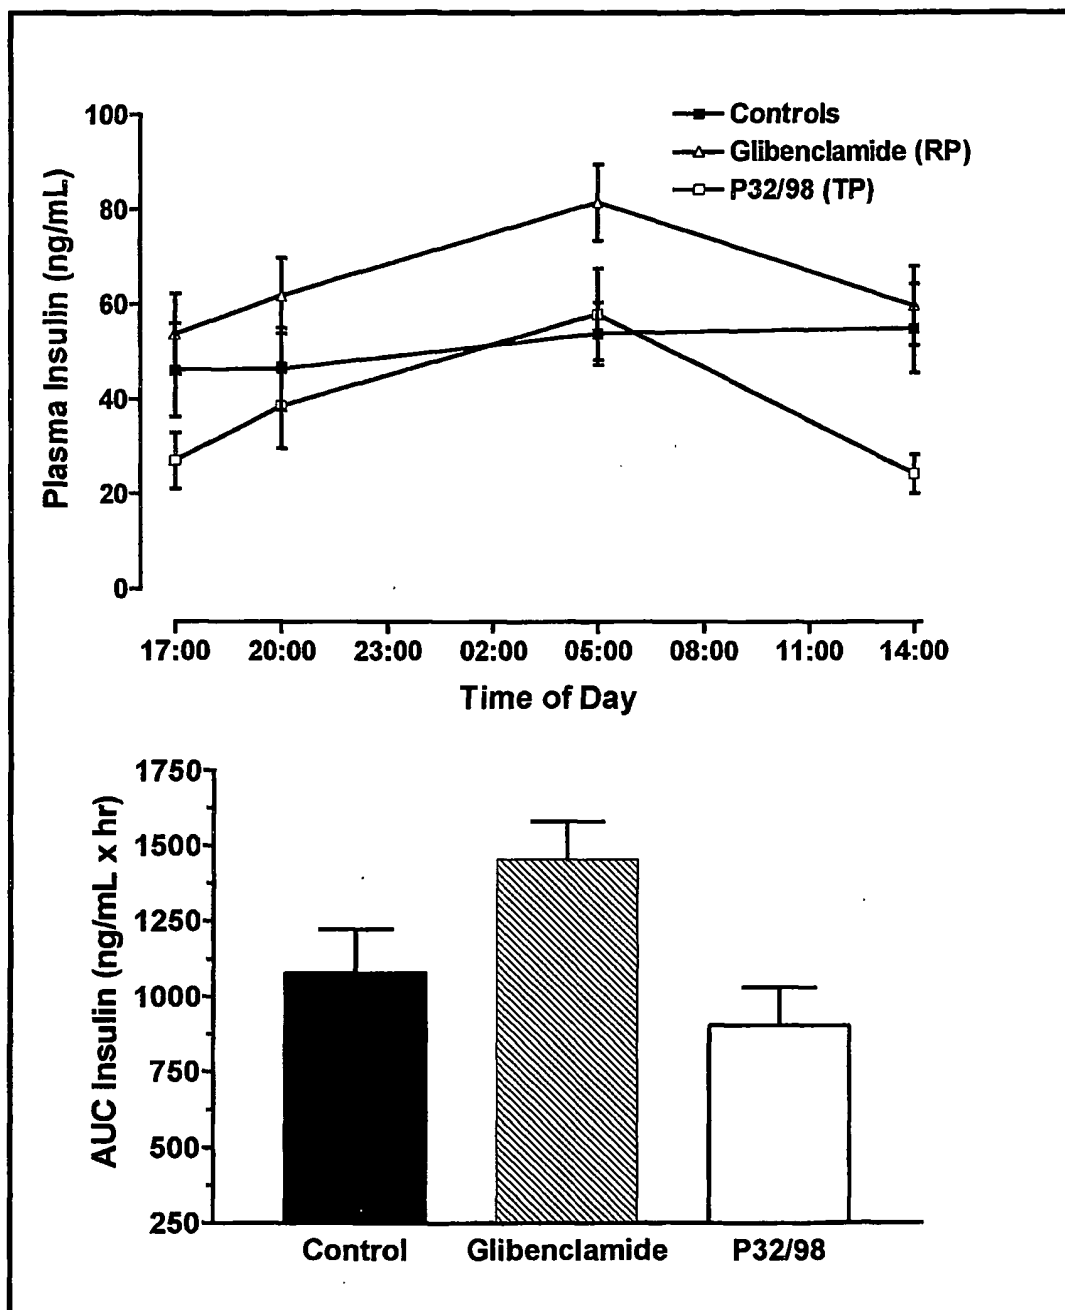 100
Controls
Glibenclamide (RP)
P32/98 (TP)
80
60
40
20
0
Plasma Insulin (ng/mL)
17:00 20:00 23:00 02:00 05:00 08:00 11:00 14:00
Time of Day
1750
1500
1250
1000
750
500
250
AUC Insulin (ng/mL x hr)
Control Glibenclamide P32/98